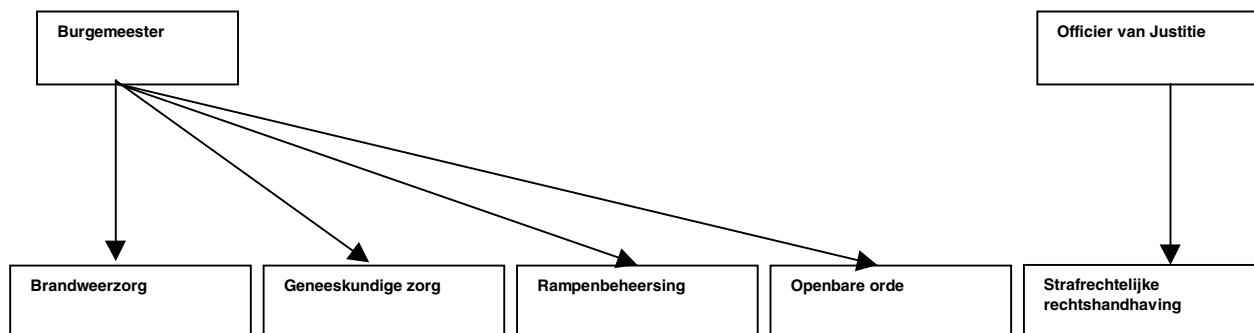 Burgemeester
Officier van Justitie
Brandweerzorg
Geneeskundige zorg
Rampenbeheersing
Openbare orde
Strafrechtelijke
rechtshandhaving